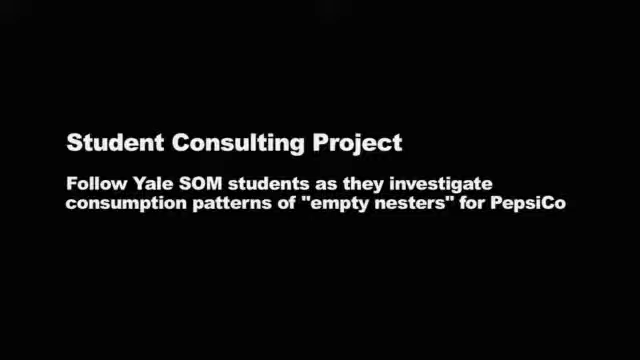 Student Consulting Project
Follow Yale SOM students as they investigate
consumption patterns of "empty nesters" for PepsiCo